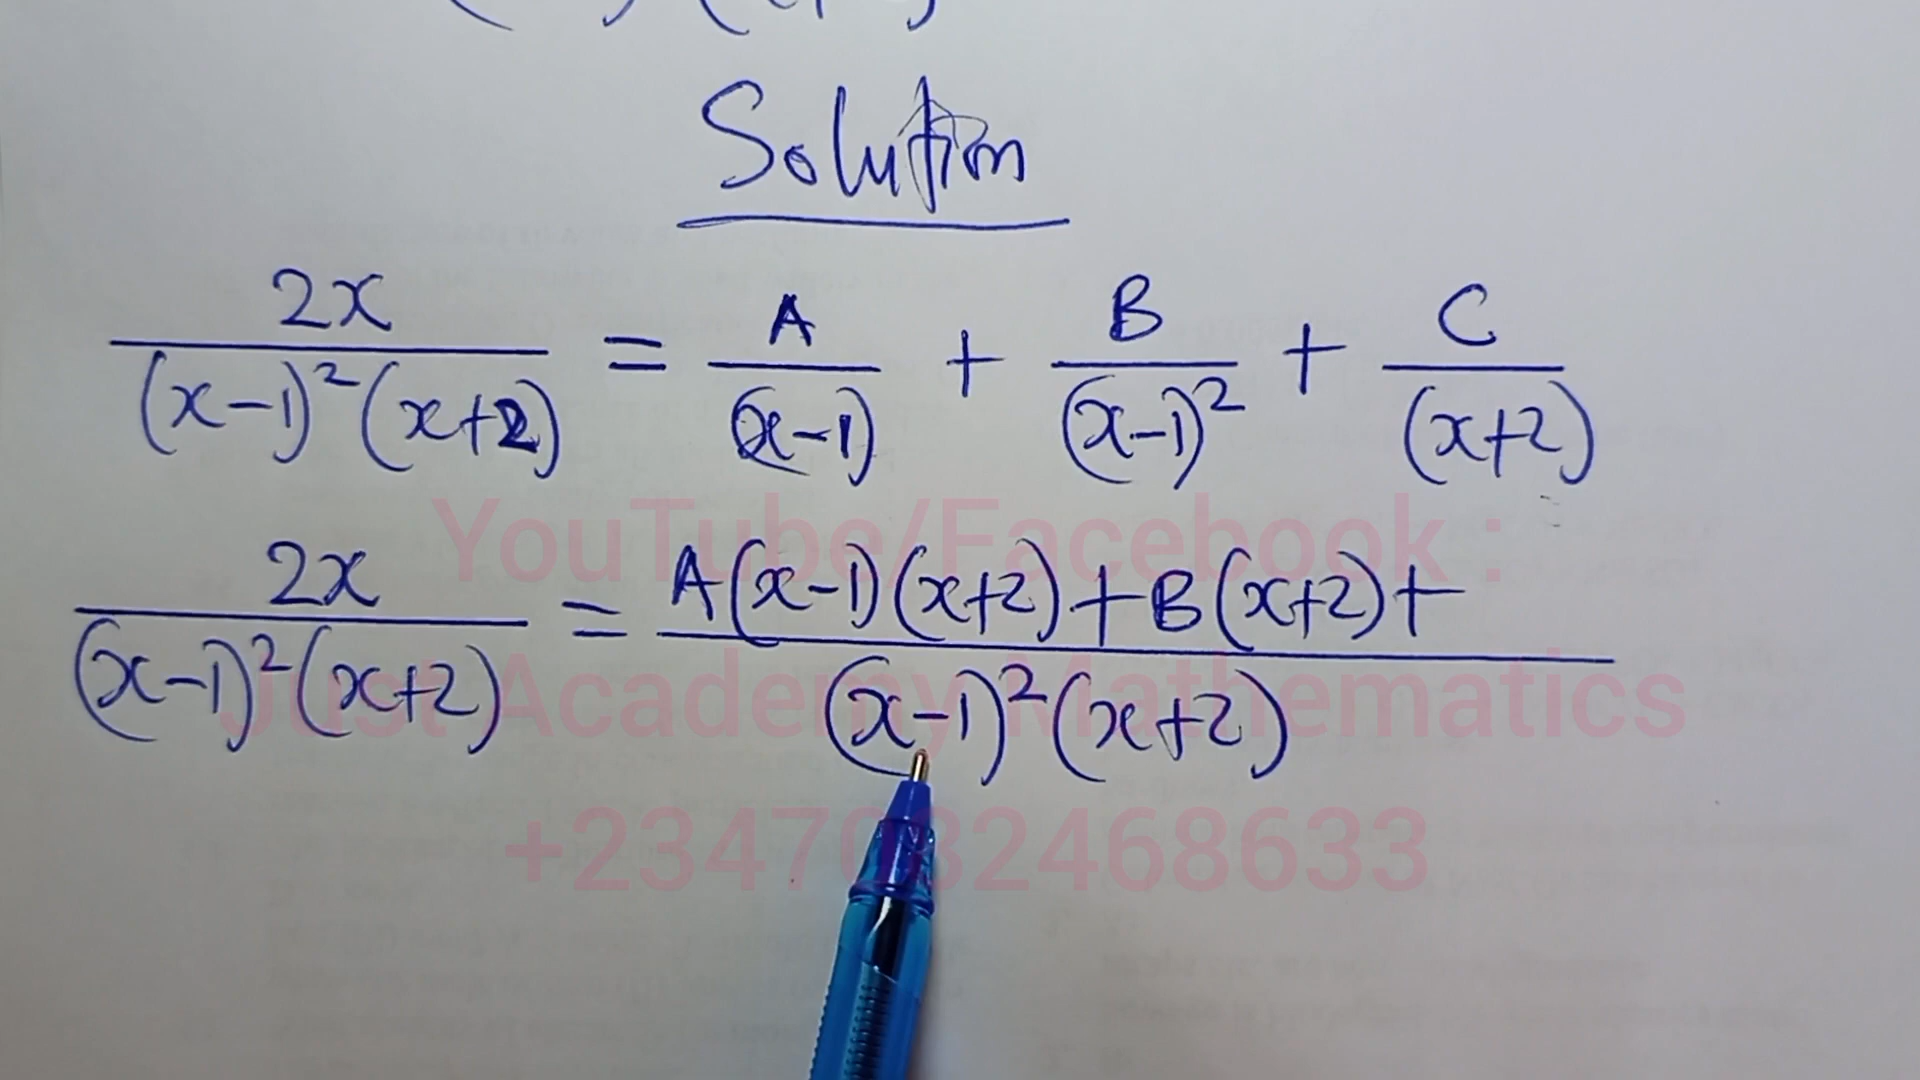 Solution
2x/(x-1)²(x+2) = A/(x-1) + B/(x-1)² + C/(x+2)
2x/(x-1)²(x+2) = A(x-1)(x+2)+B(x+2)+/(x-1)²(x+2)
YouTube/Facebook :
Just Academy Mathematics
+2347032468633